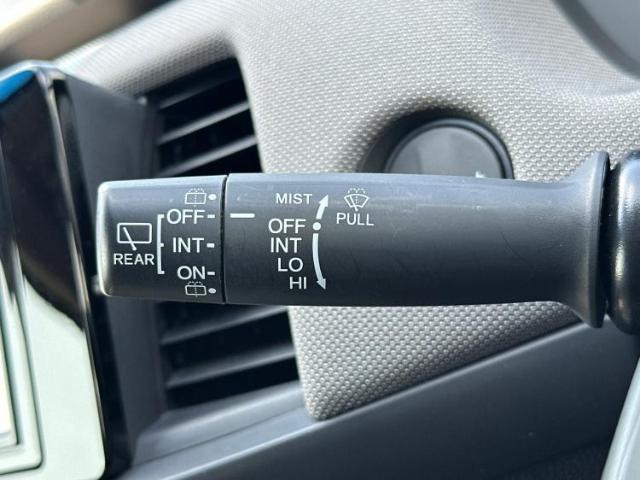 OFF
INT
ON
REAR
MIST
OFF
INT
LO
HI
PULL